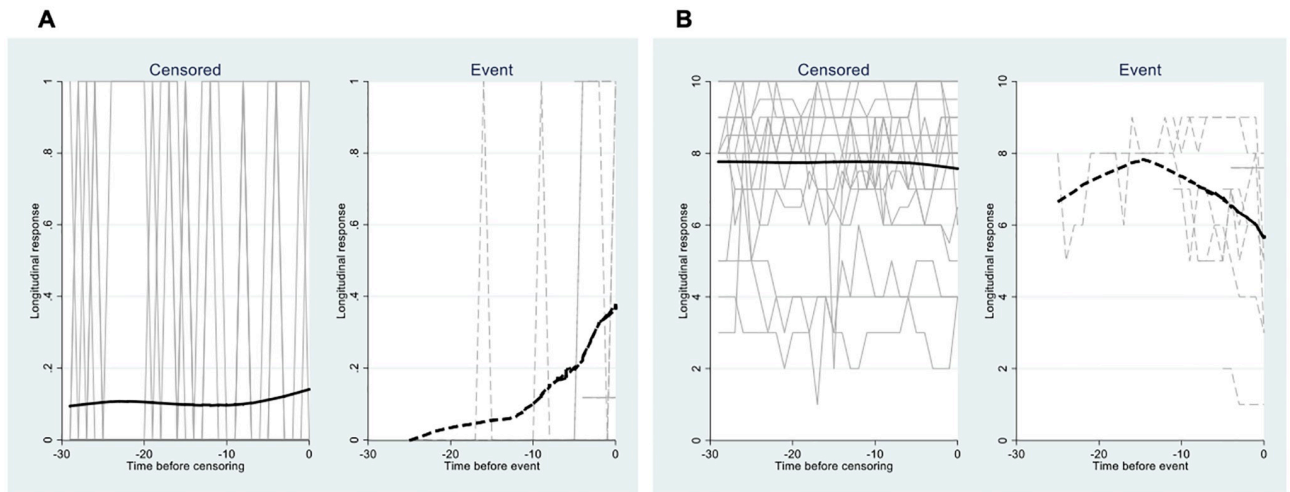 A
B
Censored
Event
Censored
Event
Longitudinal response
0
.2
.4
.6
.8
1
-30
-20
-10
0
Time before censoring
Longitudinal response
0
.2
.4
.6
.8
1
-30
-20
-10
0
Time before event
Longitudinal response
0
2
4
6
8
10
-30
-20
-10
0
Time before censoring
Longitudinal response
0
2
4
6
8
10
-30
-20
-10
0
Time before event